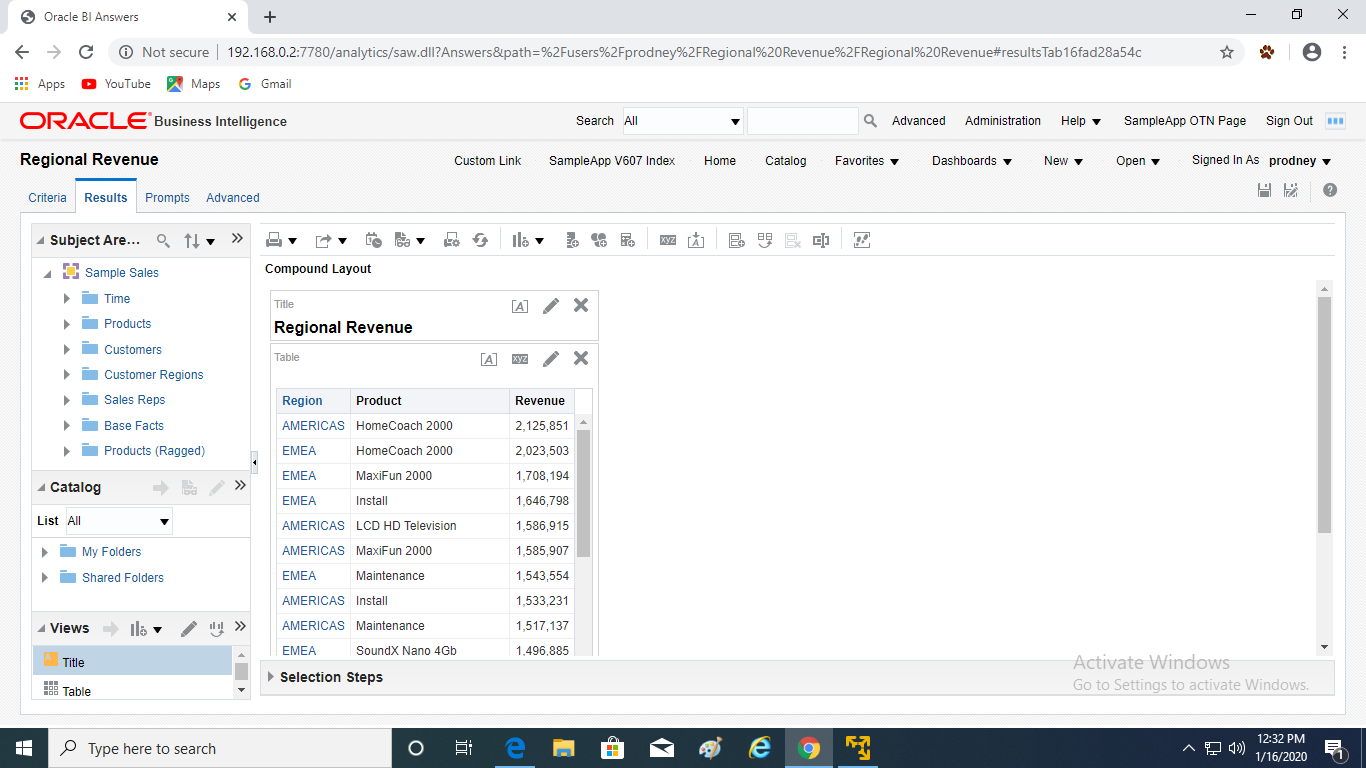 Oracle BI Answers
Not secure 192.168.0.2:7780/analytics/saw.dll?Answers&path=%2Fusers%2Fprodney%2FRegional%20Revenue%2FRegional%20Revenue#resultsTab16fad28a54c
Apps YouTube Maps Gmail
ORACLE Business Intelligence Search All Advanced Administration Help SampleApp OTN Page Sign Out
Regional Revenue Custom Link SampleApp V607 Index Home Catalog Favorites Dashboards New Open Signed In As prodney
Criteria Results Prompts Advanced
Subject Are...
Sample Sales
Time
Products
Customers
Customer Regions
Sales Reps
Base Facts
Products (Ragged)
Catalog
List All
My Folders
Shared Folders
Views
Title
Table
Compound Layout
Title
Regional Revenue
Table
xyz
Region Product Revenue
AMERICAS HomeCoach 2000 2,125,851
EMEA HomeCoach 2000 2,023,503
EMEA MaxiFun 2000 1,708,194
EMEA Install 1,646,798
AMERICAS LCD HD Television 1,586,915
AMERICAS MaxiFun 2000 1,585,907
EMEA Maintenance 1,543,554
AMERICAS Install 1,533,231
AMERICAS Maintenance 1,517,137
EMEA SoundX Nano 4Gb 1,496,885
Selection Steps
Activate Windows
Go to Settings to activate Windows.
Type here to search
12:32 PM
1/16/2020
1